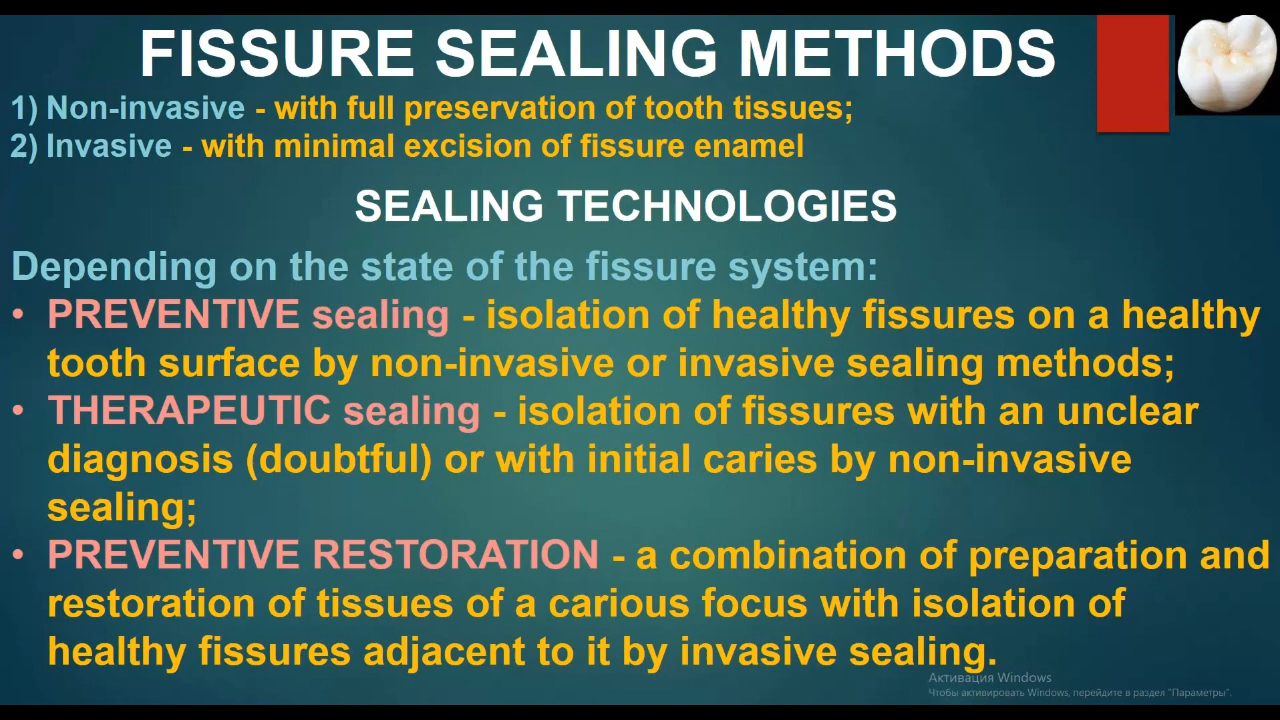 FISSURE SEALING METHODS
1) Non-invasive - with full preservation of tooth tissues;
2) Invasive - with minimal excision of fissure enamel
SEALING TECHNOLOGIES
Depending on the state of the fissure system:
• PREVENTIVE sealing - isolation of healthy fissures on a healthy
tooth surface by non-invasive or invasive sealing methods;
• THERAPEUTIC sealing - isolation of fissures with an unclear
diagnosis (doubtful) or with initial caries by non-invasive
sealing;
• PREVENTIVE RESTORATION - a combination of preparation and
restoration of tissues of a carious focus with isolation of
healthy fissures adjacent to it by invasive sealing.
Активация Windows
Чтобы активировать Windows, перейдите в раздел "Параметры".